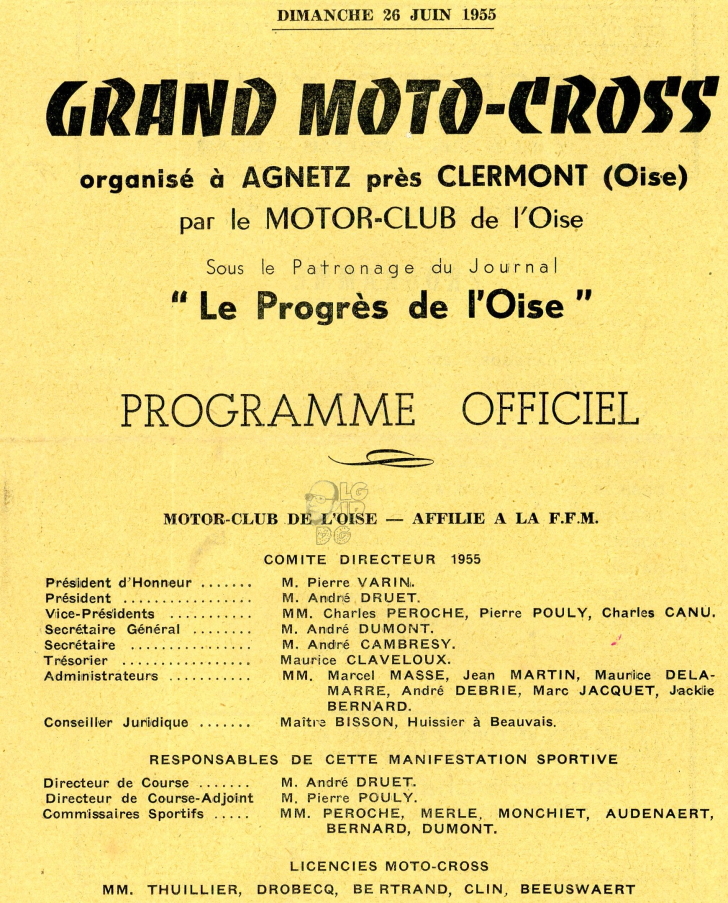 DIMANCHE 26 JUIN 1955
GRAND MOTO-CROSS
organisé à AGNETZ près CLERMONT (Oise)
par le MOTOR-CLUB de l'Oise
Sous le Patronage du Journal
“ Le Progrès de l'Oise ”
PROGRAMME OFFICIEL
LG
IP
DG
MOTOR-CLUB DE L'OISE — AFFILIE A LA F.F.M.
COMITE DIRECTEUR 1955
Président d'Honneur ....... M. Pierre VARIN.
Président ................. M. André DRUET.
Vice-Présidents ........... MM. Charles PEROCHE, Pierre POULY, Charles CANU.
Secrétaire Général ........ M. André DUMONT.
Secrétaire ................ M. André CAMBRESY.
Trésorier ................. Maurice CLAVELOUX.
Administrateurs ........... MM. Marcel MASSE, Jean MARTIN, Maurice DELA-
MARRE, André DEBRIE, Marc JACQUET, Jackie
BERNARD.
Conseiller Juridique ....... Maître BISSON, Huissier à Beauvais.
RESPONSABLES DE CETTE MANIFESTATION SPORTIVE
Directeur de Course ....... M. André DRUET.
Directeur de Course-Adjoint M. Pierre POULY.
Commissaires Sportifs ..... MM. PEROCHE, MERLE, MONCHIET, AUDENAERT,
BERNARD, DUMONT.
LICENCIES MOTO-CROSS
MM. THUILLIER, DROBECQ, BERTRAND, CLIN, BEEUSWAERT